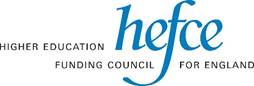 hefce
HIGHER EDUCATION
FUNDING COUNCIL FOR ENGLAND